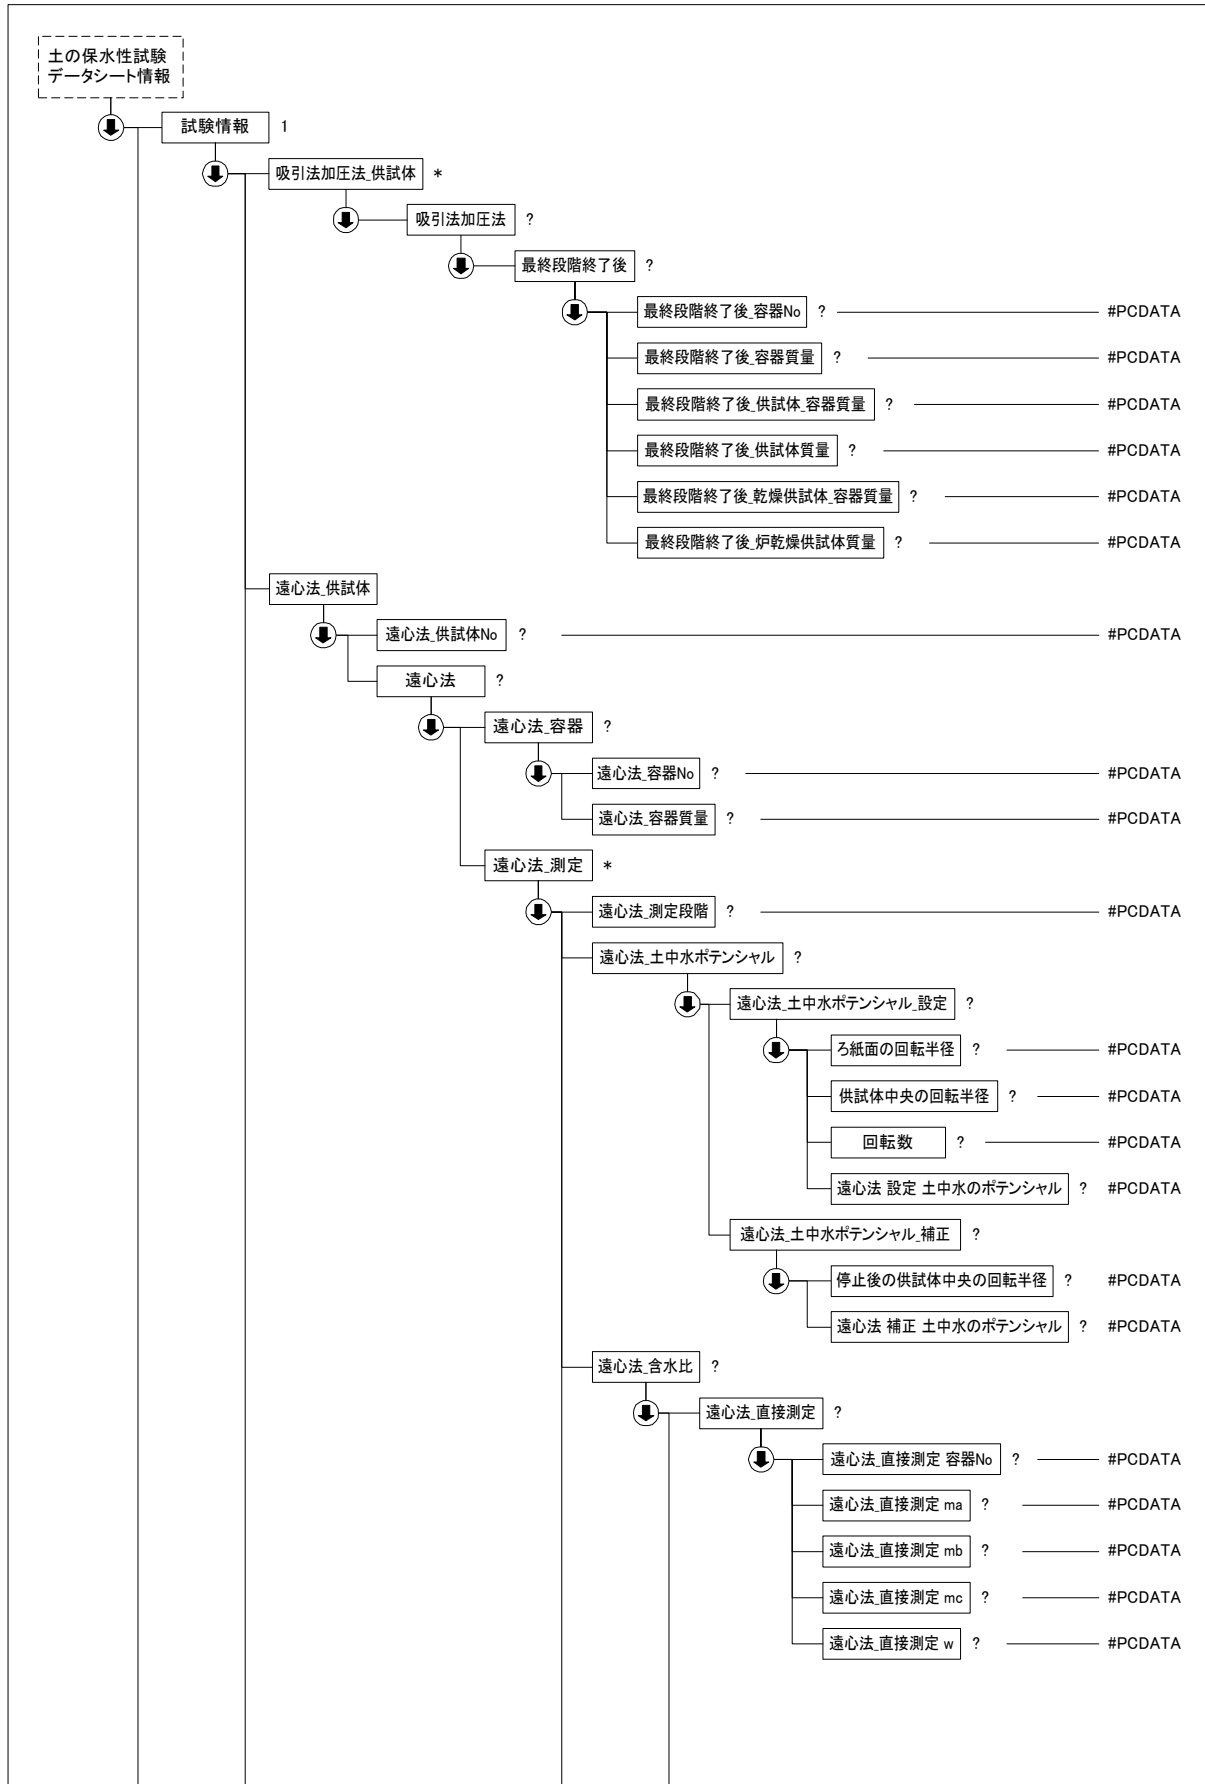 土の保水性試験
データシート情報
試験情報 1
吸引法加圧法_供試体 *
吸引法加圧法 ?
最終段階終了後 ?
最終段階終了後_容器No ? #PCDATA
最終段階終了後_容器質量 ? #PCDATA
最終段階終了後_供試体_容器質量 ? #PCDATA
最終段階終了後_供試体質量 ? #PCDATA
最終段階終了後_乾燥供試体_容器質量 ? #PCDATA
最終段階終了後_炉乾燥供試体質量 ? #PCDATA
遠心法_供試体
遠心法_供試体No ? #PCDATA
遠心法 ?
遠心法_容器 ?
遠心法_容器No ? #PCDATA
遠心法_容器質量 ? #PCDATA
遠心法_測定 *
遠心法_測定段階 ? #PCDATA
遠心法_土中水ポテンシャル ?
遠心法_土中水ポテンシャル_設定 ?
ろ紙面の回転半径 ? #PCDATA
供試体中央の回転半径 ? #PCDATA
回転数 ? #PCDATA
遠心法 設定 土中水のポテンシャル ? #PCDATA
遠心法_土中水ポテンシャル_補正 ?
停止後の供試体中央の回転半径 ? #PCDATA
遠心法 補正 土中水のポテンシャル ? #PCDATA
遠心法_含水比 ?
遠心法_直接測定 ?
遠心法_直接測定 容器No ? #PCDATA
遠心法_直接測定 ma ? #PCDATA
遠心法_直接測定 mb ? #PCDATA
遠心法_直接測定 mc ? #PCDATA
遠心法_直接測定 w ? #PCDATA